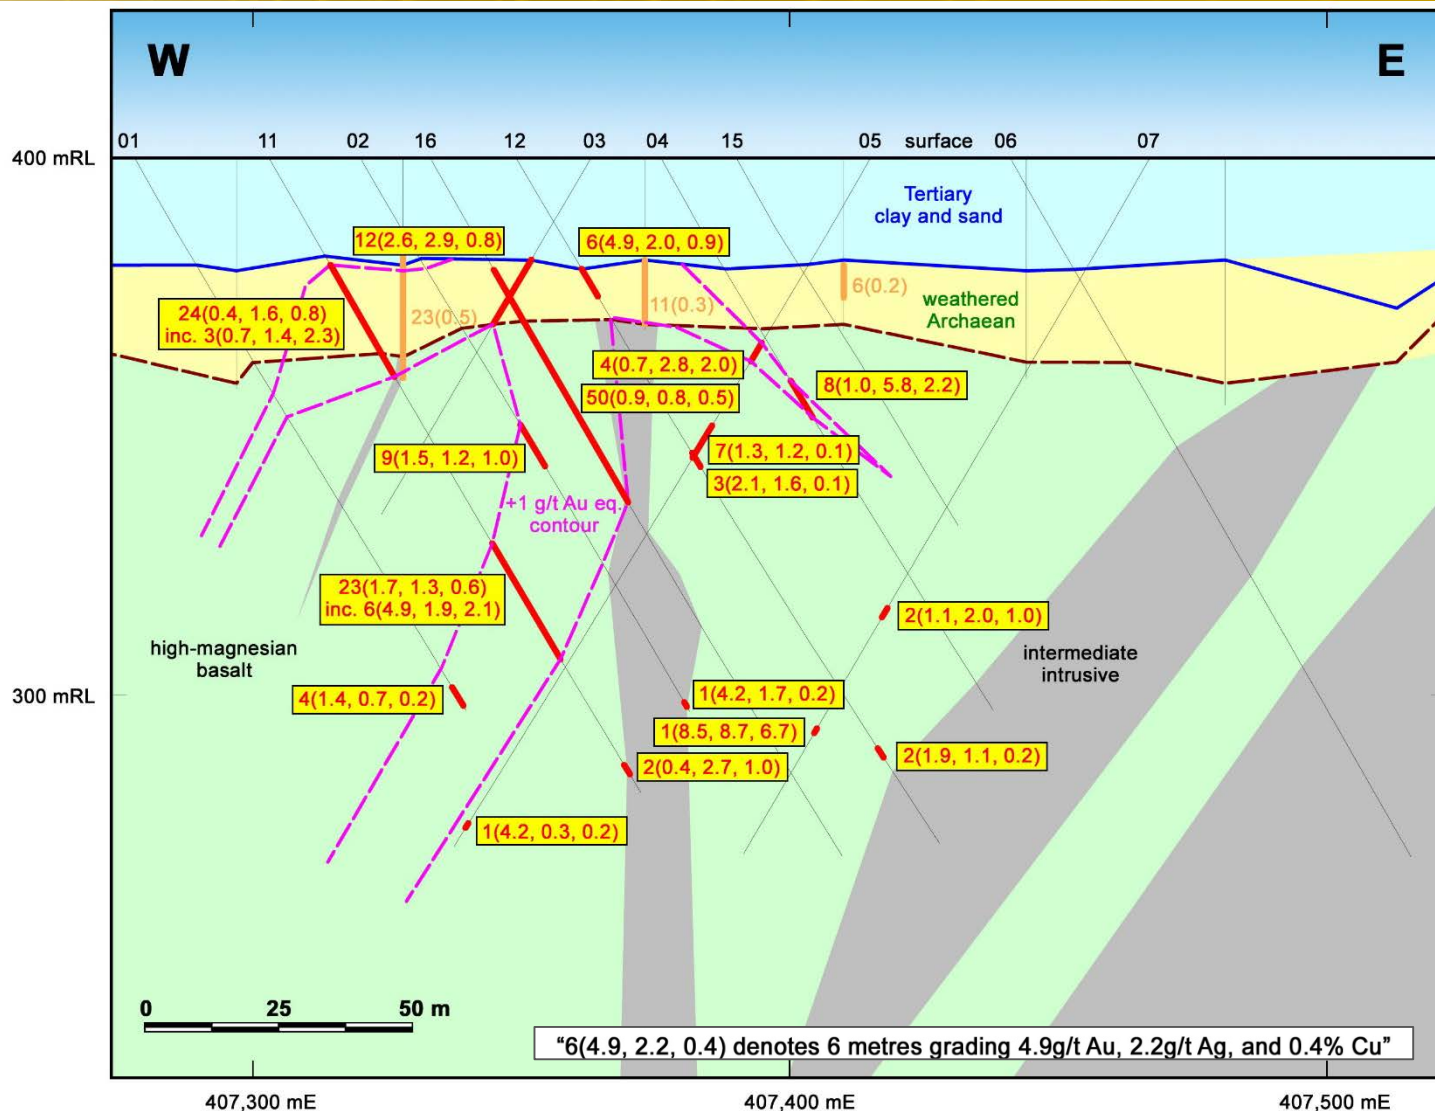 W
E
01 11 02 16 12 03 04 15 05 surface 06 07
400 mRL
Tertiary
clay and sand
12(2.6, 2.9, 0.8)
6(4.9, 2.0, 0.9)
24(0.4, 1.6, 0.8)
inc. 3(0.7, 1.4, 2.3)
23(0.5)
11(0.3)
6(0.2)
weathered
Archaean
4(0.7, 2.8, 2.0)
8(1.0, 5.8, 2.2)
50(0.9, 0.8, 0.5)
9(1.5, 1.2, 1.0)
7(1.3, 1.2, 0.1)
3(2.1, 1.6, 0.1)
+1 g/t Au eq.
contour
23(1.7, 1.3, 0.6)
inc. 6(4.9, 1.9, 2.1)
2(1.1, 2.0, 1.0)
high-magnesian
basalt
intermediate
intrusive
300 mRL
4(1.4, 0.7, 0.2)
1(4.2, 1.7, 0.2)
1(8.5, 8.7, 6.7)
2(1.9, 1.1, 0.2)
2(0.4, 2.7, 1.0)
1(4.2, 0.3, 0.2)
0 25 50 m
“6(4.9, 2.2, 0.4) denotes 6 metres grading 4.9g/t Au, 2.2g/t Ag, and 0.4% Cu”
407,300 mE 407,400 mE 407,500 mE